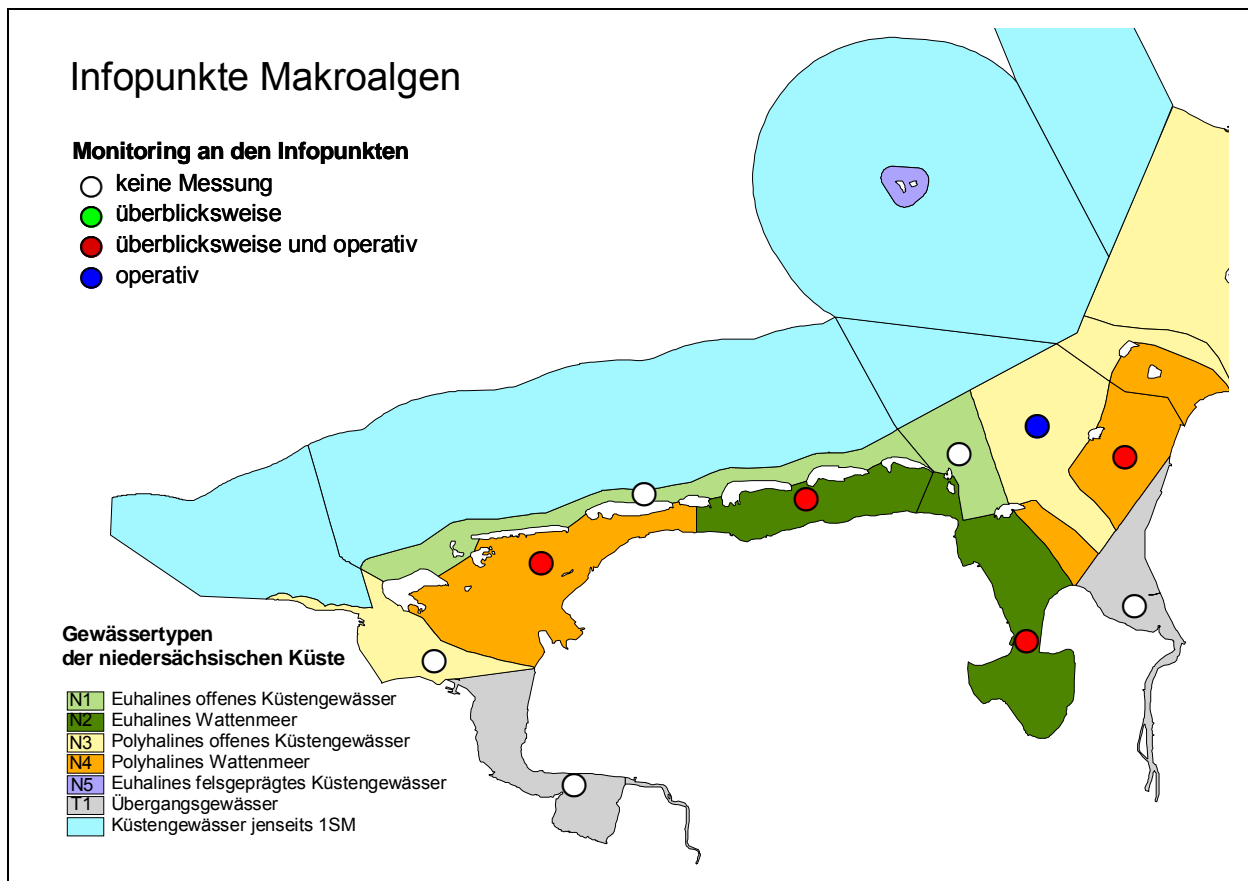 Infopunkte Makroalgen
Monitoring an den Infopunkten
keine Messung
überblicksweise
überblicksweise und operativ
operativ
Gewässertypen
der niedersächsischen Küste
N1 Euhalines offenes Küstengewässer
N2 Euhalines Wattenmeer
N3 Polyhalines offenes Küstengewässer
N4 Polyhalines Wattenmeer
N5 Euhalines felsgeprägtes Küstengewässer
T1 Übergangsgewässer
Küstengewässer jenseits 1SM